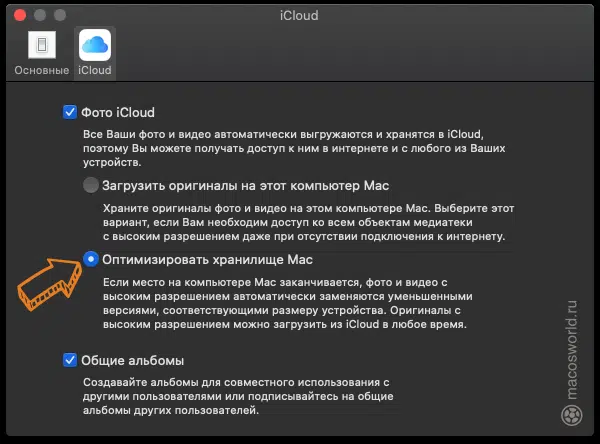 iCloud
Основные
iCloud
Фото iCloud
Все Ваши фото и видео автоматически выгружаются и хранятся в iCloud,
поэтому Вы можете получать доступ к ним в интернете и с любого из Ваших
устройств.
Загрузить оригиналы на этот компьютер Mac
Храните оригиналы фото и видео на этом компьютере Mac. Выберите этот
вариант, если Вам необходим доступ ко всем объектам медиатеки
с высоким разрешением даже при отсутствии подключения к интернету.
Оптимизировать хранилище Mac
Если место на компьютере Mac заканчивается, фото и видео с
высоким разрешением автоматически заменяются уменьшенными
версиями, соответствующими размеру устройства. Оригиналы с
высоким разрешением можно загрузить из iCloud в любое время.
Общие альбомы
Создавайте альбомы для совместного использования с
другими пользователями или подписывайтесь на общие
альбомы других пользователей.
macosworld.ru